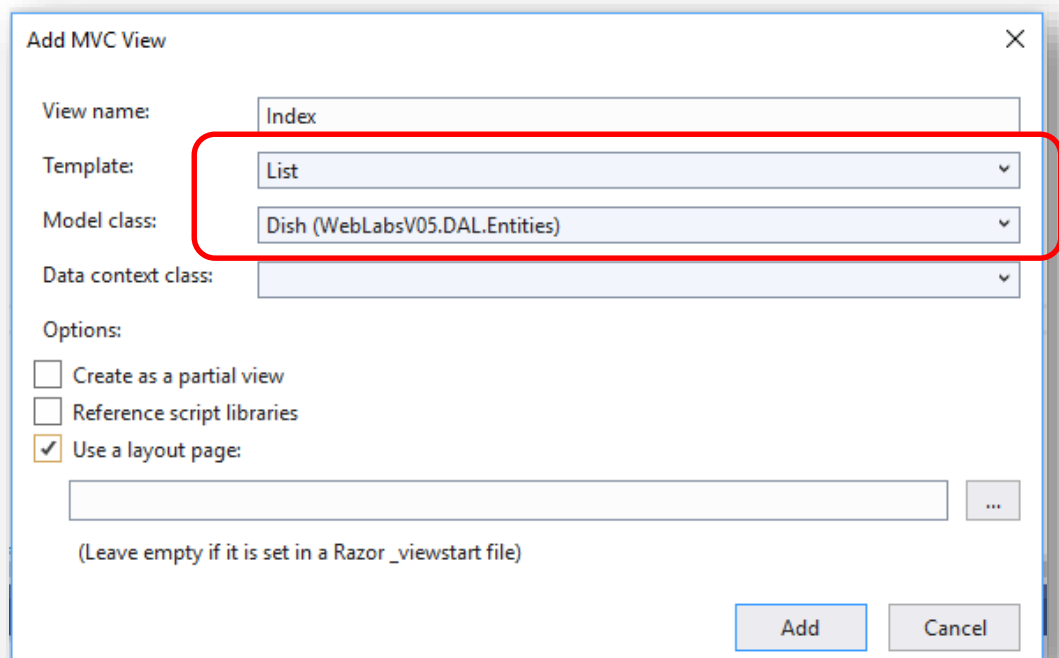 Add MVC View
View name: Index
Template: List
Model class: Dish (WebLabsV05.DAL.Entities)
Data context class:
Options:
Create as a partial view
Reference script libraries
Use a layout page:
...
(Leave empty if it is set in a Razor _viewstart file)
Add Cancel